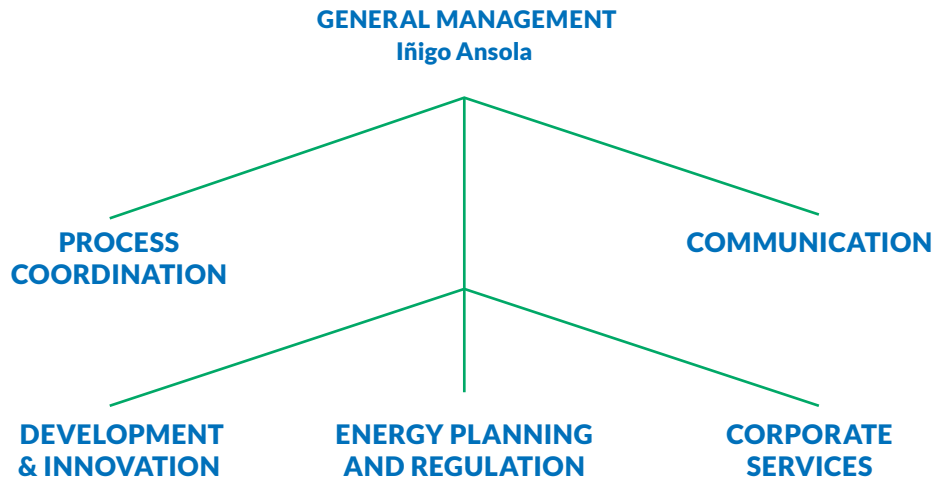 GENERAL MANAGEMENT
Iñigo Ansola
PROCESS
COORDINATION
COMMUNICATION
DEVELOPMENT
& INNOVATION
ENERGY PLANNING
AND REGULATION
CORPORATE
SERVICES